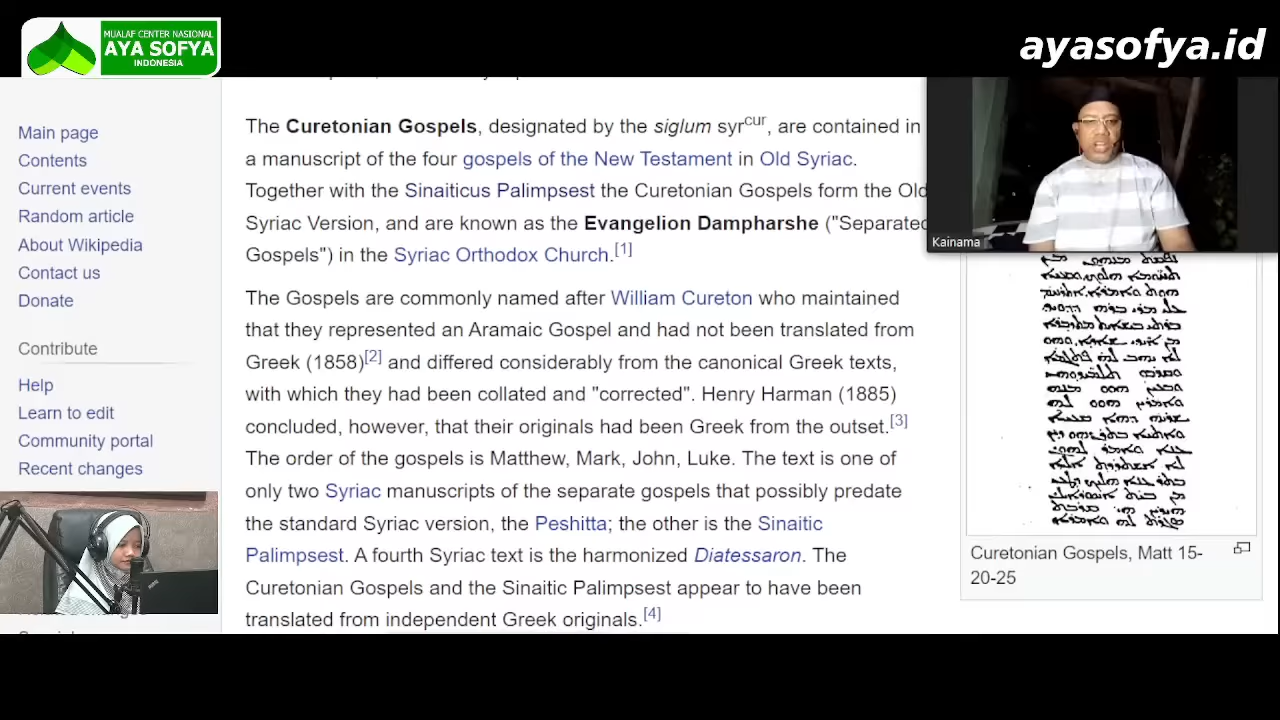 MUALAF CENTER NASIONAL
AYA SOFYA
INDONESIA
ayasofya.id
Main page
Contents
Current events
Random article
About Wikipedia
Contact us
Donate
Contribute
Help
Learn to edit
Community portal
Recent changes
The Curetonian Gospels, designated by the siglum syrcur, are contained in
a manuscript of the four gospels of the New Testament in Old Syriac.
Together with the Sinaiticus Palimpsest the Curetonian Gospels form the Old
Syriac Version, and are known as the Evangelion Dampharshe ("Separated
Gospels") in the Syriac Orthodox Church.[1]
The Gospels are commonly named after William Cureton who maintained
that they represented an Aramaic Gospel and had not been translated from
Greek (1858)[2] and differed considerably from the canonical Greek texts,
with which they had been collated and "corrected". Henry Harman (1885)
concluded, however, that their originals had been Greek from the outset.[3]
The order of the gospels is Matthew, Mark, John, Luke. The text is one of
only two Syriac manuscripts of the separate gospels that possibly predate
the standard Syriac version, the Peshitta; the other is the Sinaitic
Palimpsest. A fourth Syriac text is the harmonized Diatessaron. The
Curetonian Gospels and the Sinaitic Palimpsest appear to have been
translated from independent Greek originals.[4]
Kainama
Curetonian Gospels, Matt 15-
20-25